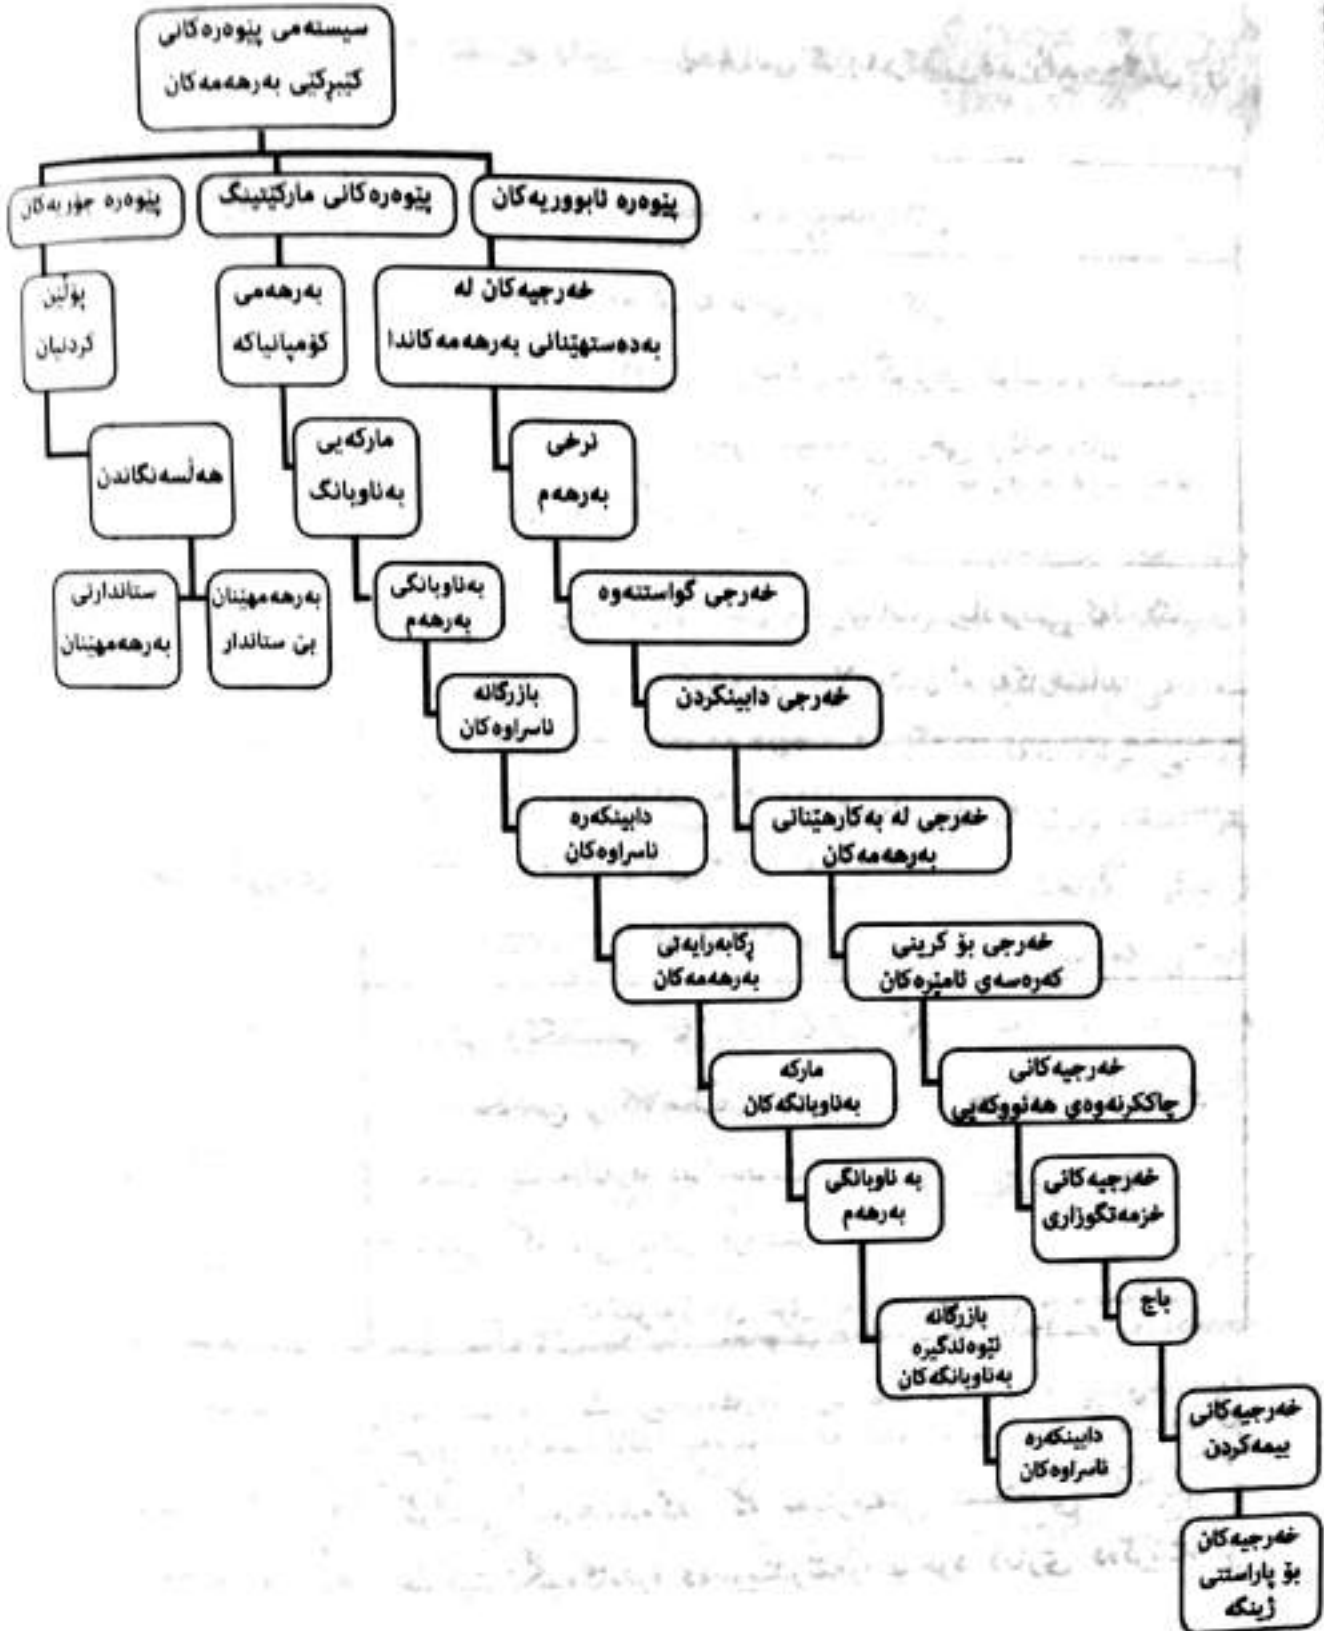 سیستەمی پێوەرەکانی
کێبڕکێی بەرهەمەکان
پێوەرە ئابووریەکان
پێوەرەکانی مارکێتینگ
پێوەرە جۆریەکان
خەرجیەکان لە
بەدەستهێنانی بەرهەمەکاندا
بەرهەمی
کۆمپانیاکە
پۆلێن
کردنیان
نرخی
بەرهەم
مارکەیی
بەناوبانگ
هەڵسەنگاندن
خەرجی گواستنەوە
بەناوبانگی
بەرهەم
بەرهەمهێنان
بێ ستاندار
ستاندارتی
بەرهەمهێنان
خەرجی دابینکردن
بازرگانە
ناسراوەکان
خەرجی لە بەکارهێنانی
بەرهەمەکان
دابینکەرە
ناسراوەکان
خەرجی بۆ کرینی
کەرەسەی ئامێرەکان
ڕکابەرایەتی
بەرهەمەکان
خەرجیەکانی
چاککرنەوەی هەنووکەیی
مارکە
بەناوبانگەکان
خەرجیەکانی
خزمەتگوزاری
بە ناوبانگی
بەرهەم
باج
بازرگانە
نێوەندگیرە
بەناوبانگەکان
خەرجیەکانی
بیمەکردن
دابینکەرە
ناسراوەکان
خەرجیەکان
بۆ پاراستنی
ژینگە